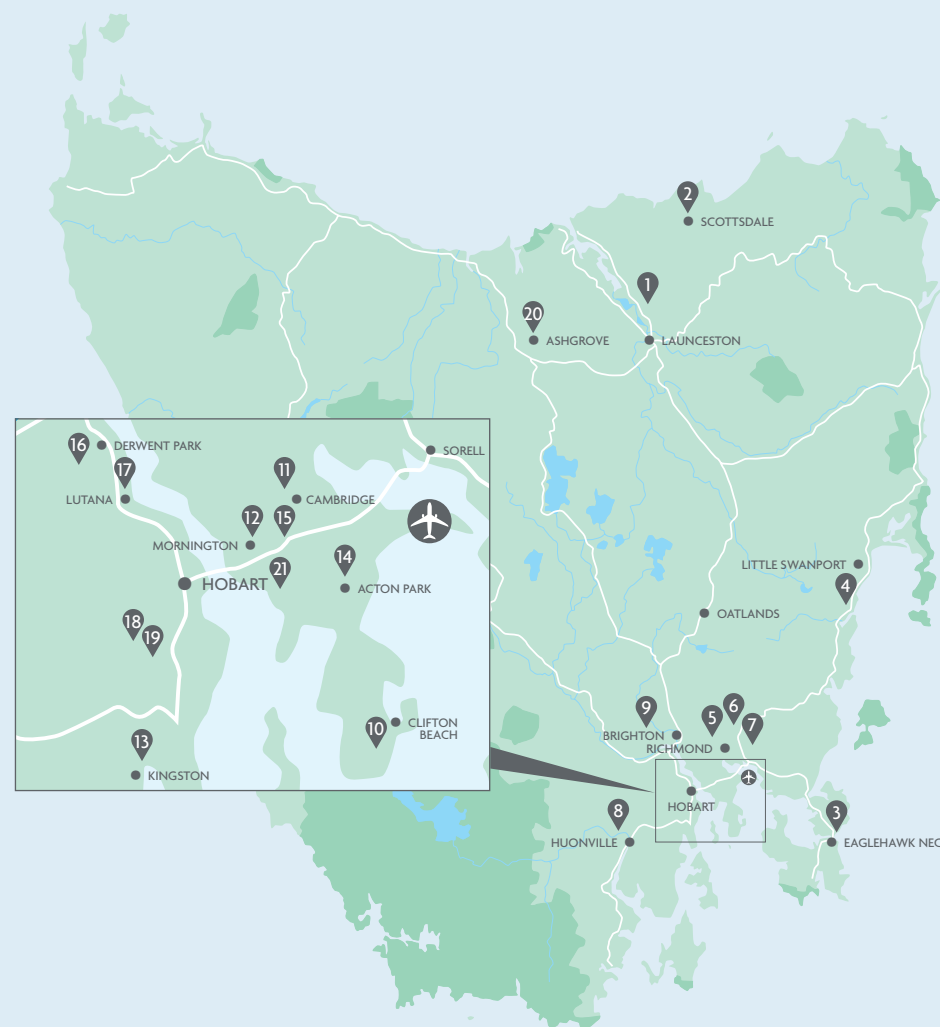 2
SCOTTSDALE
1
20
ASHGROVE
LAUNCESTON
16
DERWENT PARK
SORELL
17
11
LUTANA
CAMBRIDGE
12
15
MORNINGTON
14
21
HOBART
ACTON PARK
18
19
10
CLIFTON
BEACH
13
KINGSTON
LITTLE SWANPORT
4
OATLANDS
9
5
6
7
BRIGHTON
RICHMOND
HOBART
8
3
HUONVILLE
EAGLEHAWK NEC